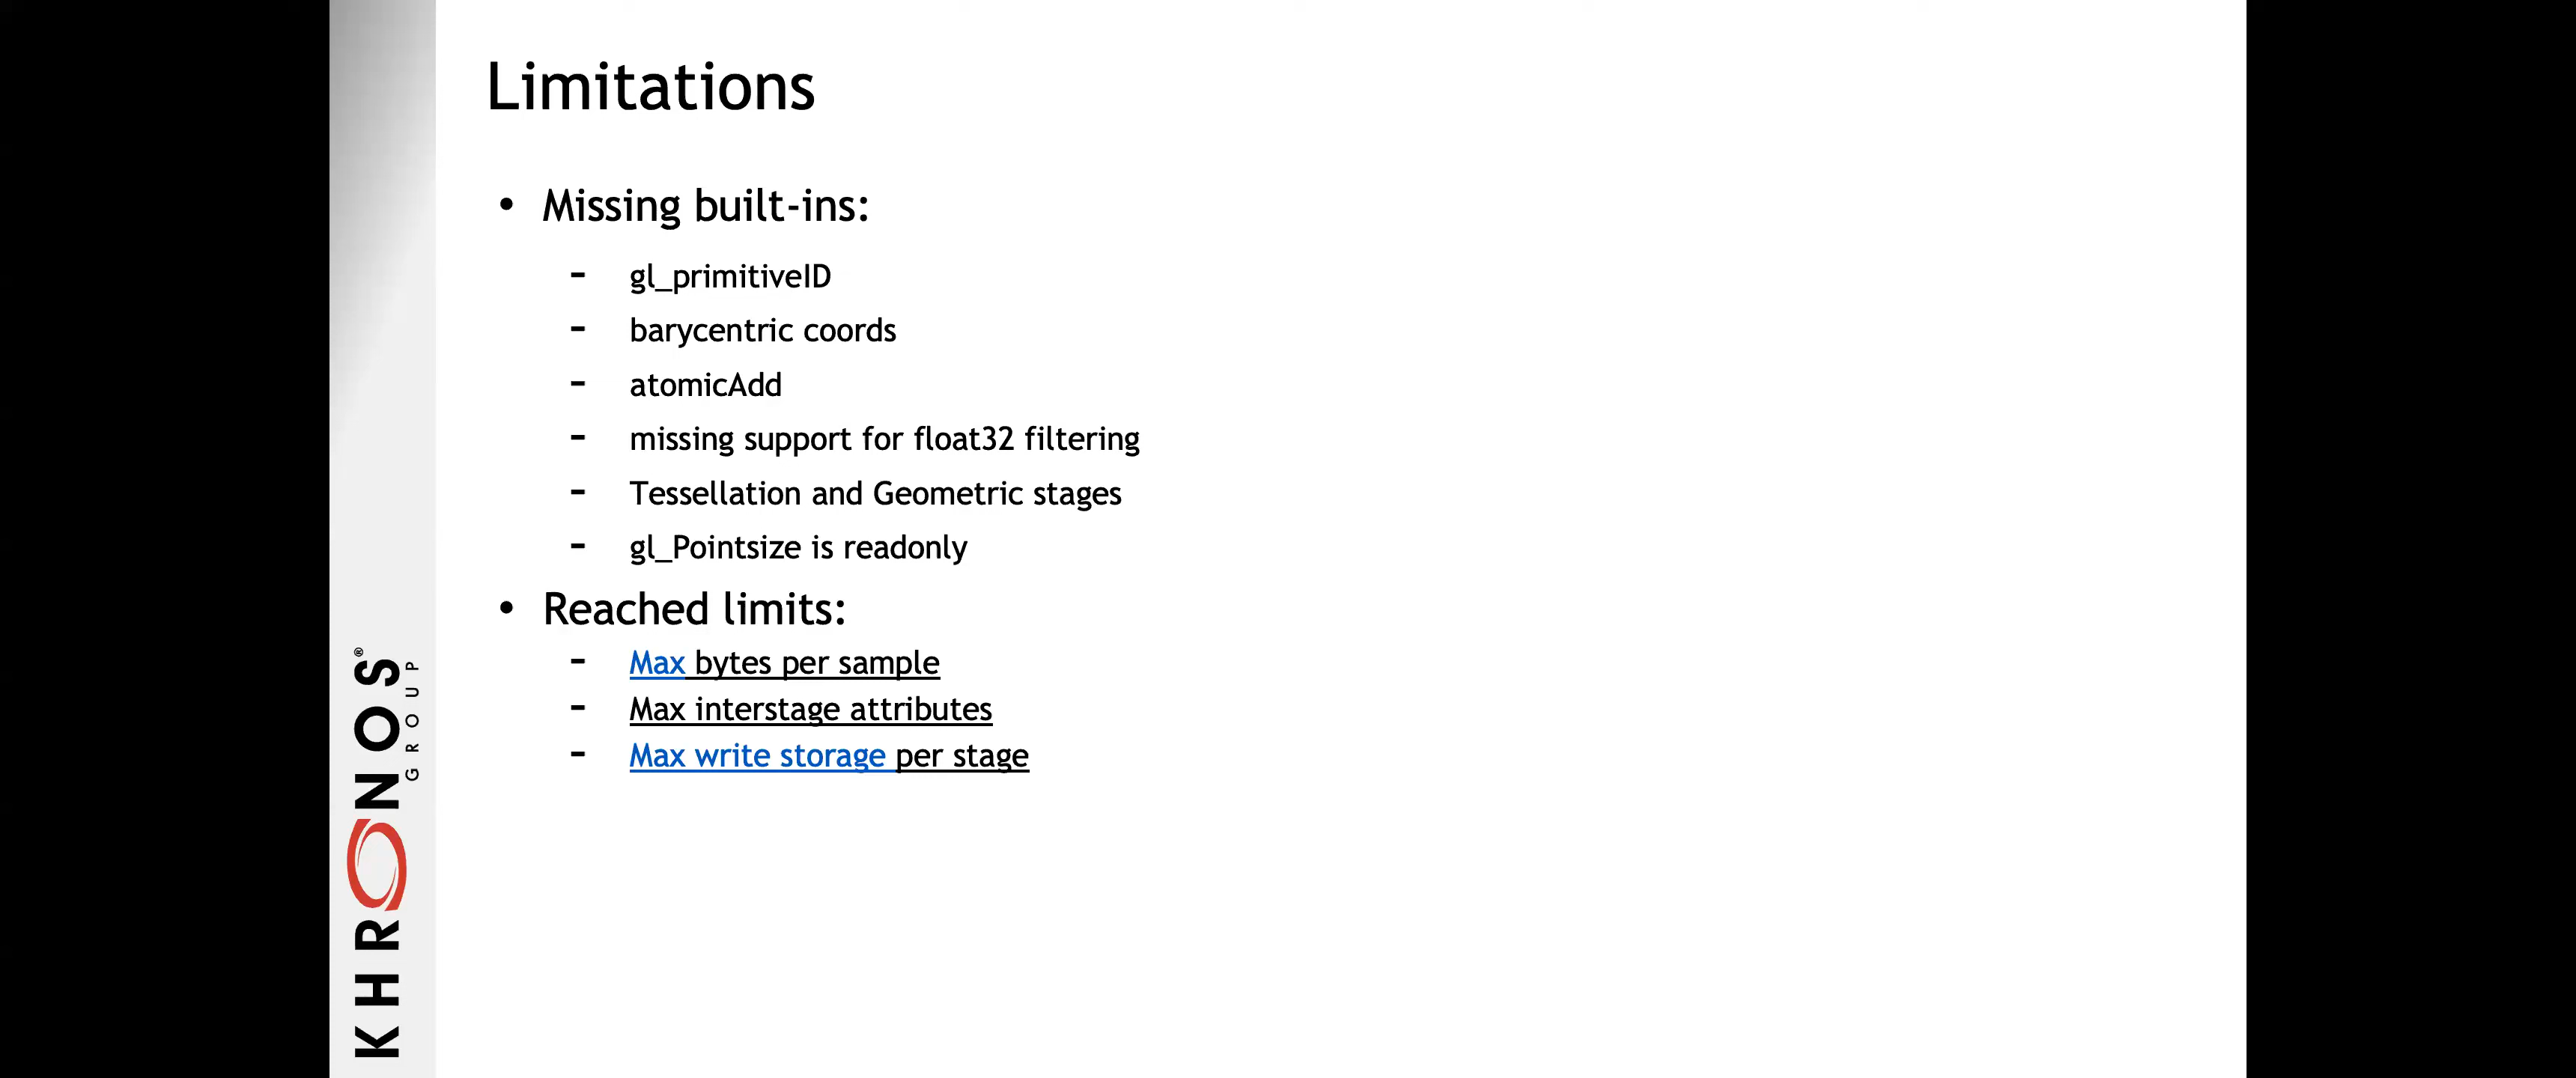 Limitations
• Missing built-ins:
- gl_primitiveID
- barycentric coords
- atomicAdd
- missing support for float32 filtering
- Tessellation and Geometric stages
- gl_Pointsize is readonly
• Reached limits:
- Max bytes per sample
- Max interstage attributes
- Max write storage per stage
KHRONOS®
GROUP